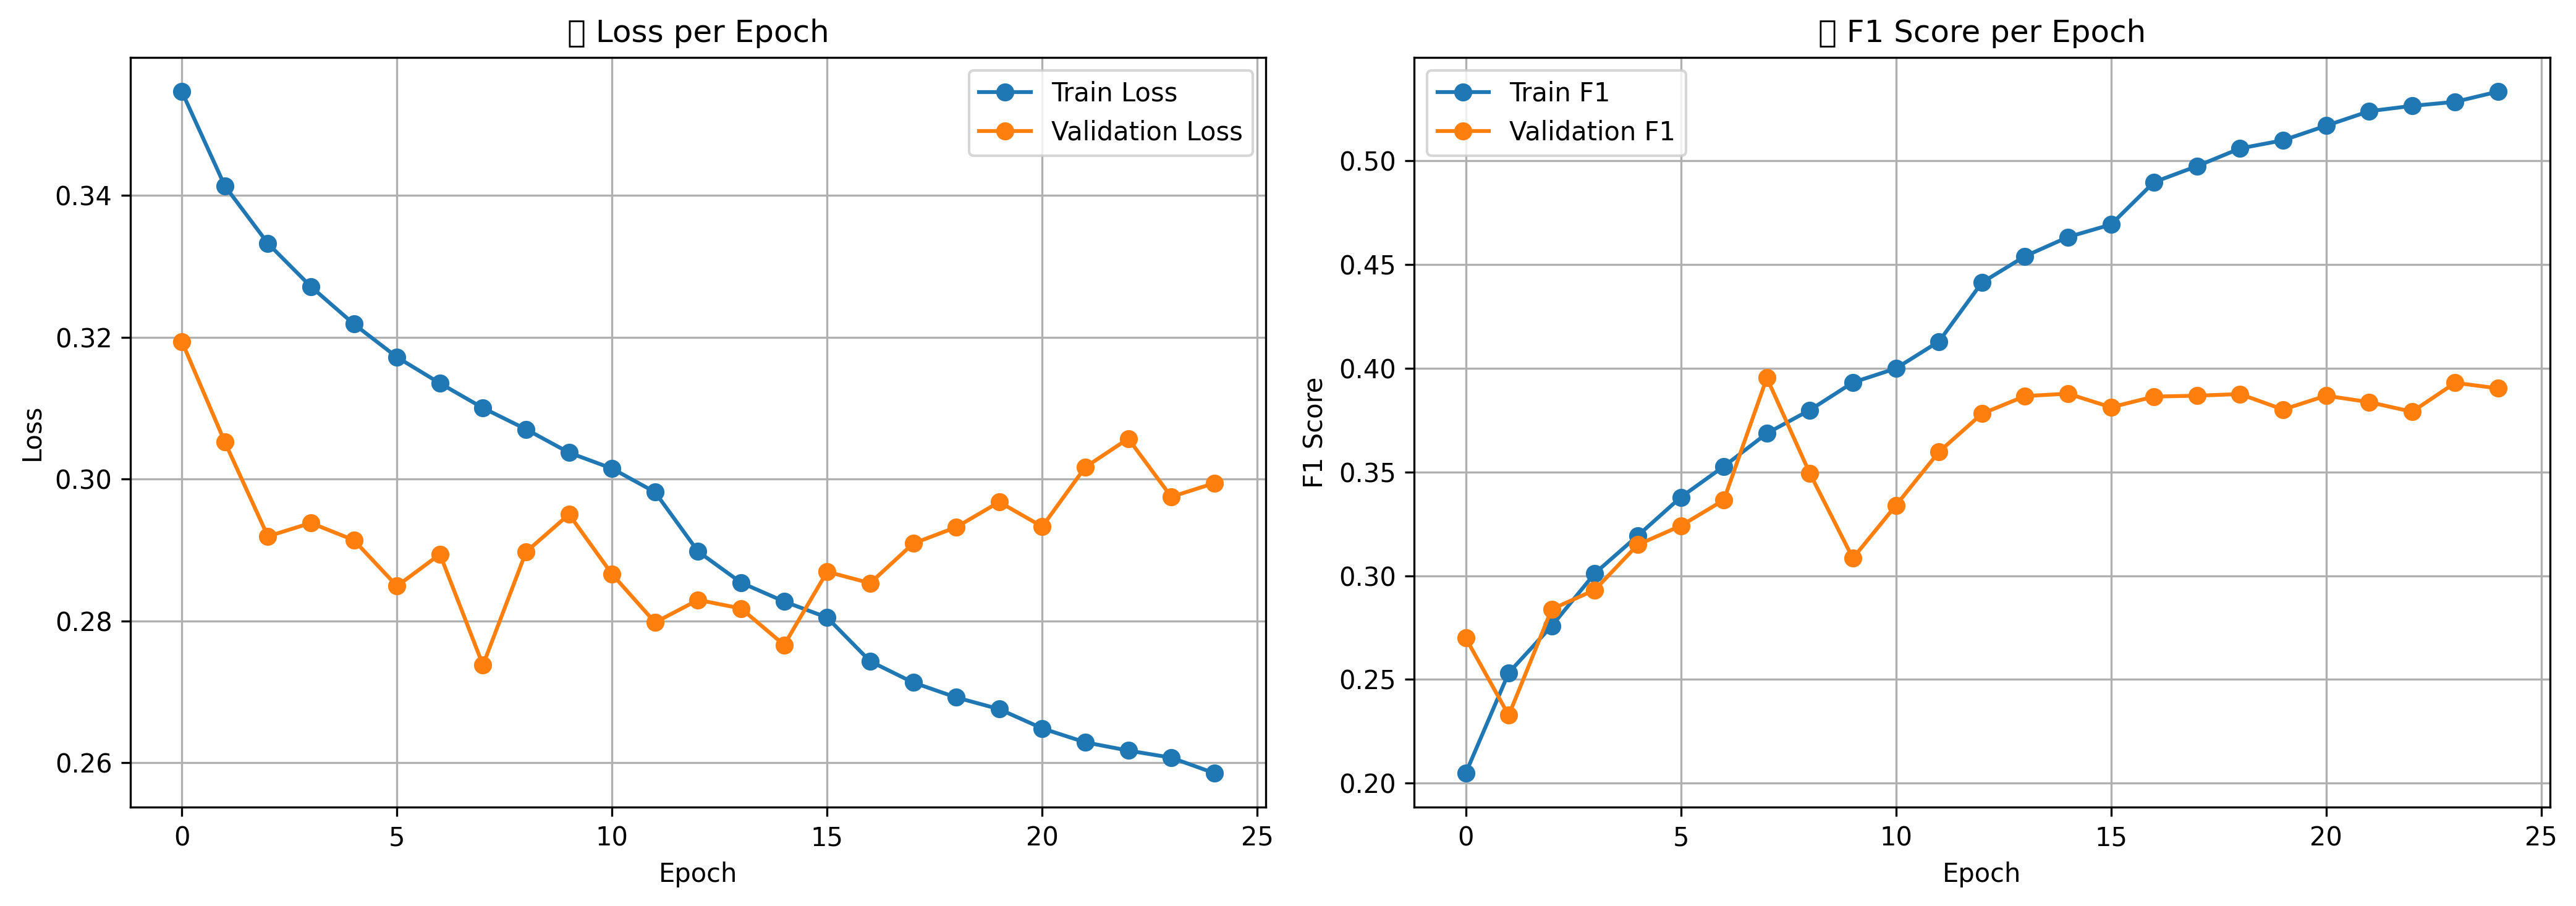 Loss per Epoch
Train Loss
Validation Loss
Loss
0.34
0.32
0.30
0.28
0.26
0 5 10 15 20 25
Epoch
F1 Score per Epoch
Train F1
Validation F1
F1 Score
0.50
0.45
0.40
0.35
0.30
0.25
0.20
0 5 10 15 20 25
Epoch